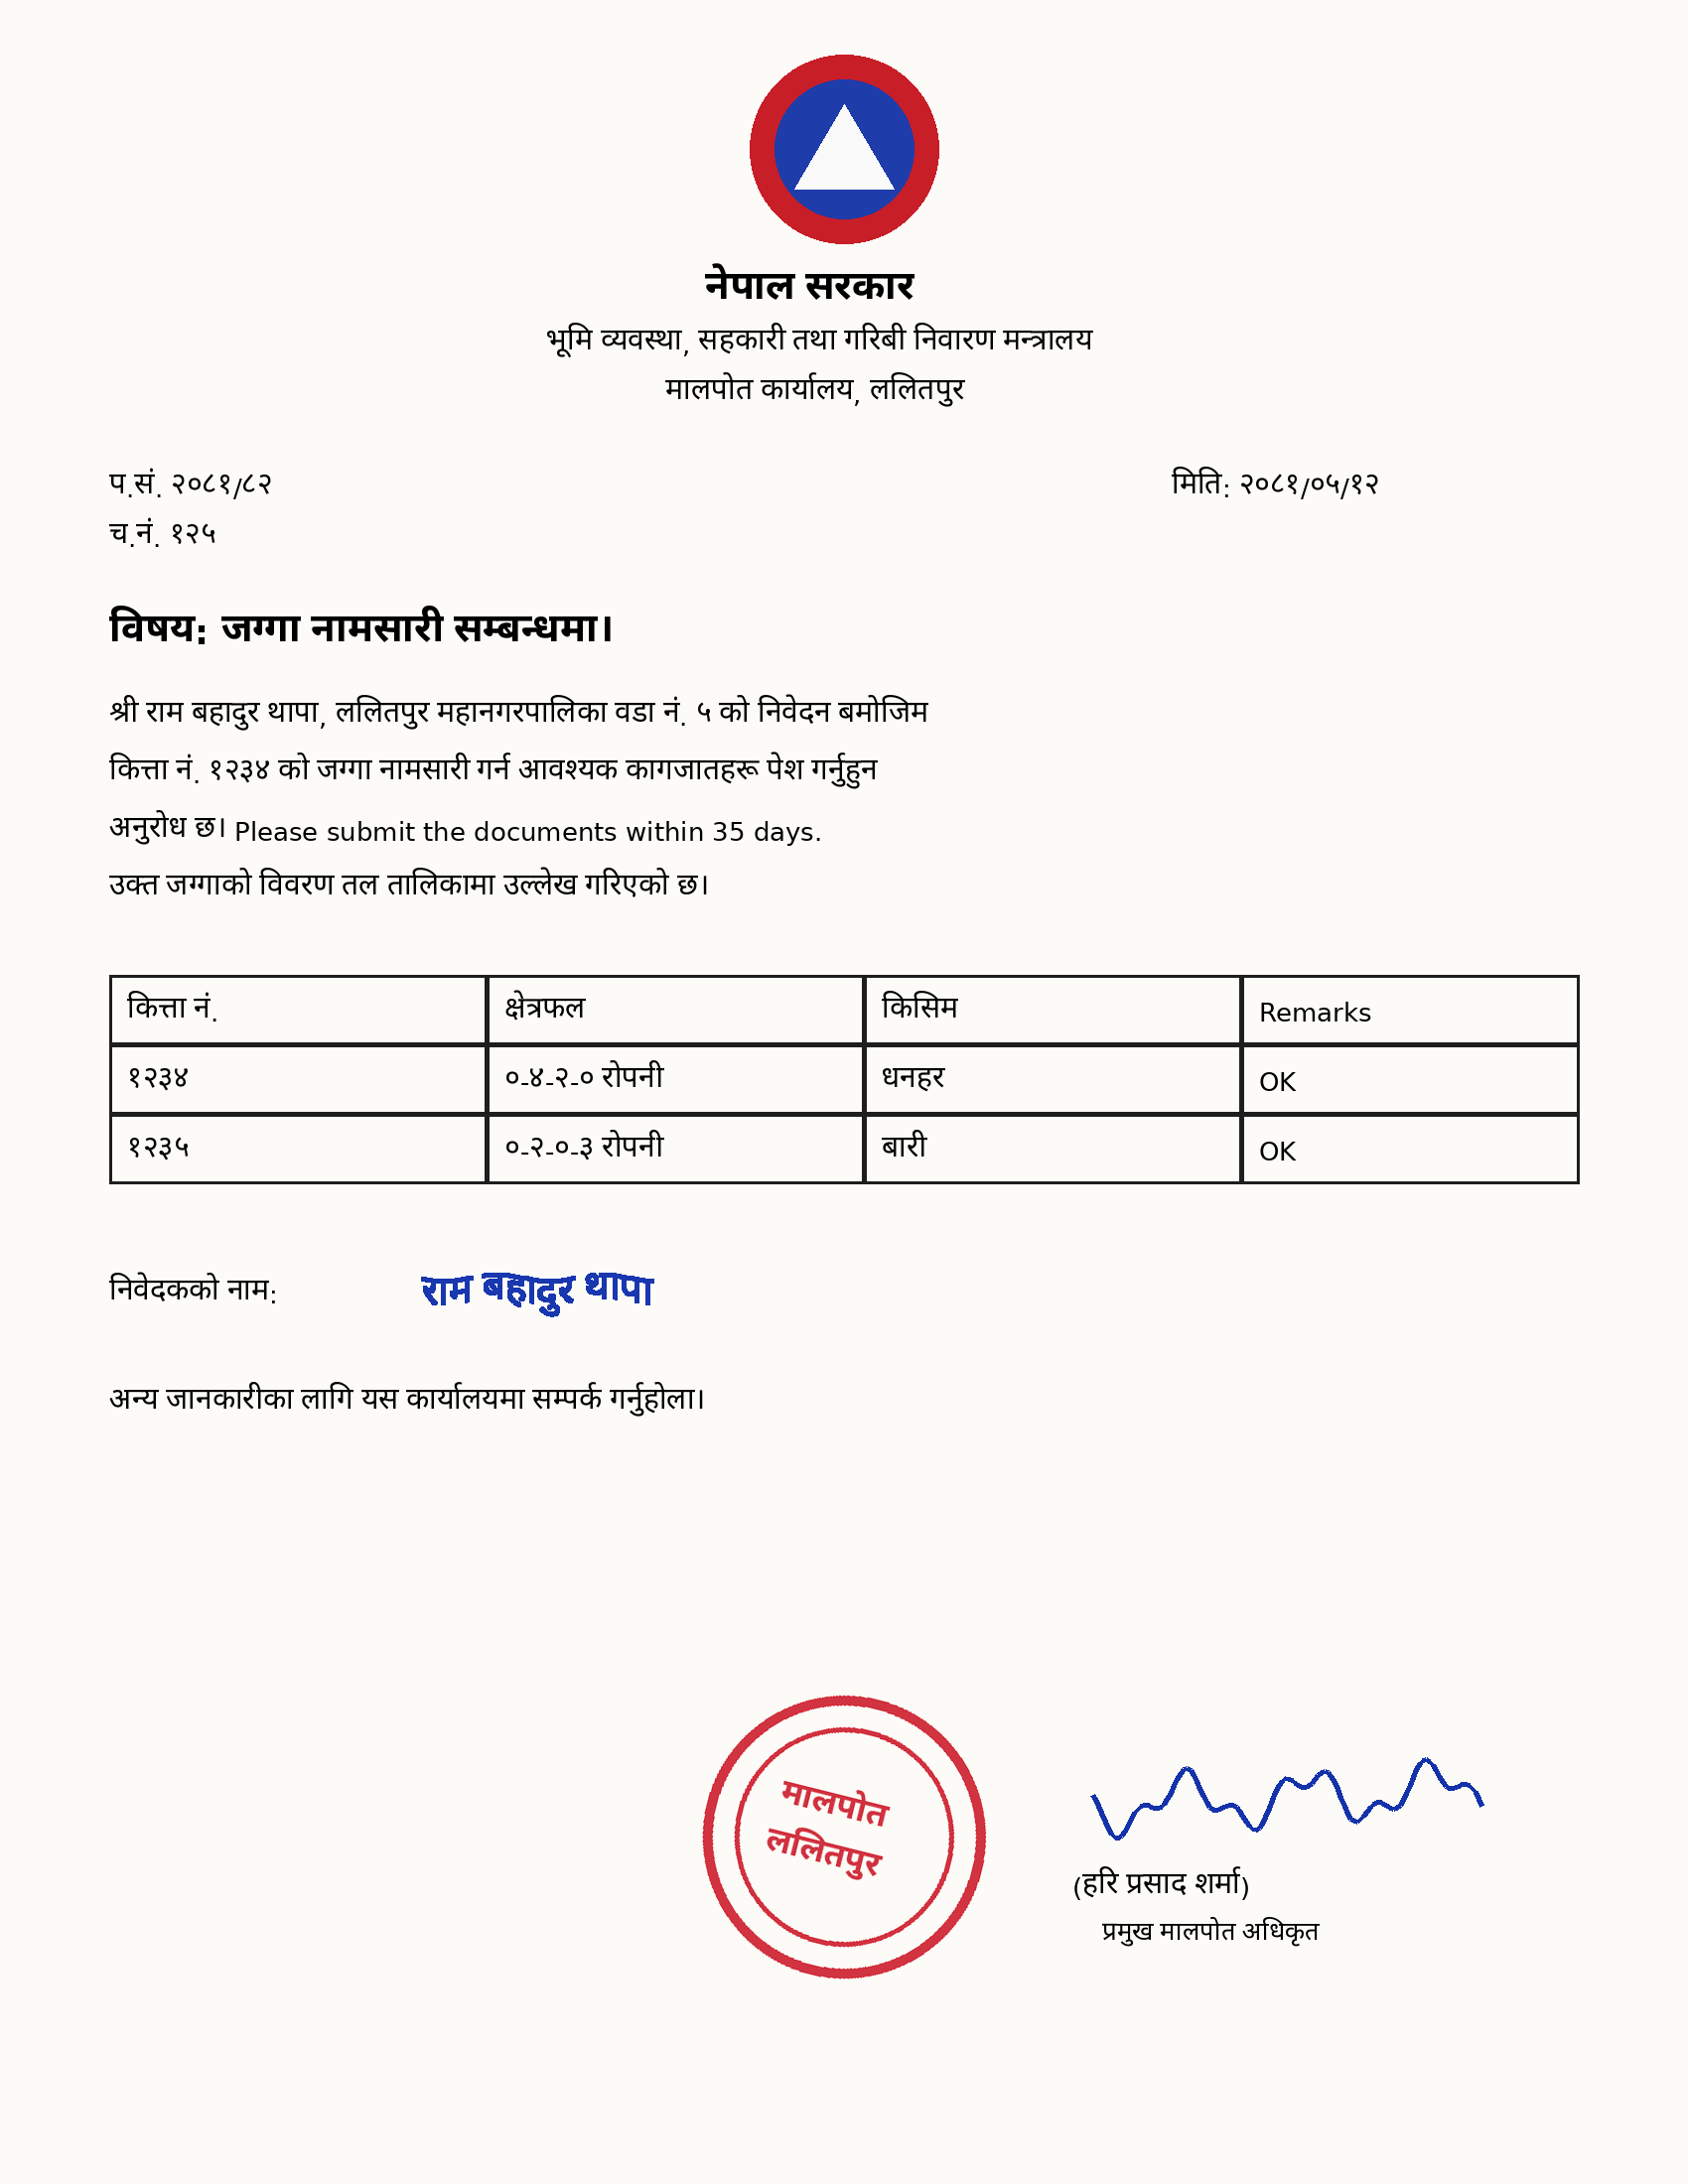 नेपाल सरकार
भूमि व्यवस्था, सहकारी तथा गरिबी निवारण मन्त्रालय
मालपोत कार्यालय, ललितपुर
प.सं. २०८१/८२ मिति: २०८१/०५/१२
च.नं. १२५
विषय: जग्गा नामसारी सम्बन्धमा।
श्री राम बहादुर थापा, ललितपुर महानगरपालिका वडा नं. ५ को निवेदन बमोजिम
कित्ता नं. १२३४ को जग्गा नामसारी गर्न आवश्यक कागजातहरू पेश गर्नुहुन
अनुरोध छ। Please submit the documents within 35 days.
उक्त जग्गाको विवरण तल तालिकामा उल्लेख गरिएको छ।
कित्ता नं. क्षेत्रफल किसिम Remarks
१२३४ ०-४-२-० रोपनी धनहर OK
१२३५ ०-२-०-३ रोपनी बारी OK
निवेदकको नाम: राम बहादुर थापा
अन्य जानकारीका लागि यस कार्यालयमा सम्पर्क गर्नुहोला।
मालपोत
ललितपुर
(हरि प्रसाद शर्मा)
प्रमुख मालपोत अधिकृत